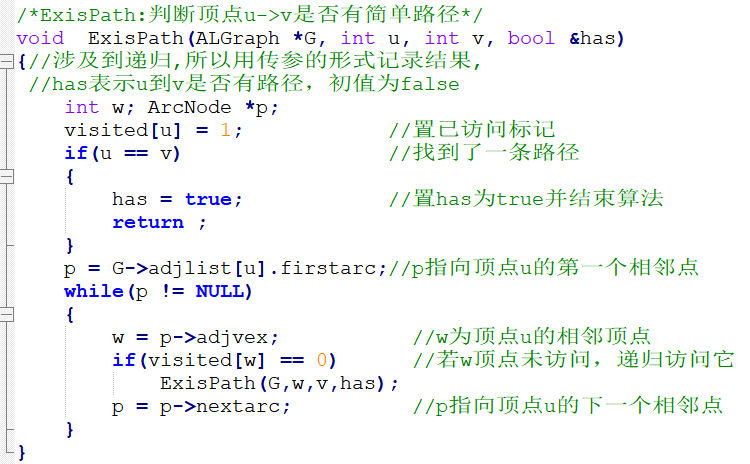 /*ExisPath:判断顶点u->v是否有简单路径*/
void  ExisPath(ALGraph *G, int u, int v, bool &has)
{//涉及到递归,所以用传参的形式记录结果,
 //has表示u到v是否有路径，初值为false
    int w; ArcNode *p;
    visited[u] = 1;            //置已访问标记
    if(u == v)                 //找到了一条路径
    {
        has = true;            //置has为true并结束算法
        return ;
    }
    p = G->adjlist[u].firstarc;//p指向顶点u的第一个相邻点
    while(p != NULL)
    {
        w = p->adjvex;           //w为顶点u的相邻顶点
        if(visited[w] == 0)      //若w顶点未访问，递归访问它
            ExisPath(G,w,v,has);
        p = p->nextarc;          //p指向顶点u的下一个相邻点
    }
}